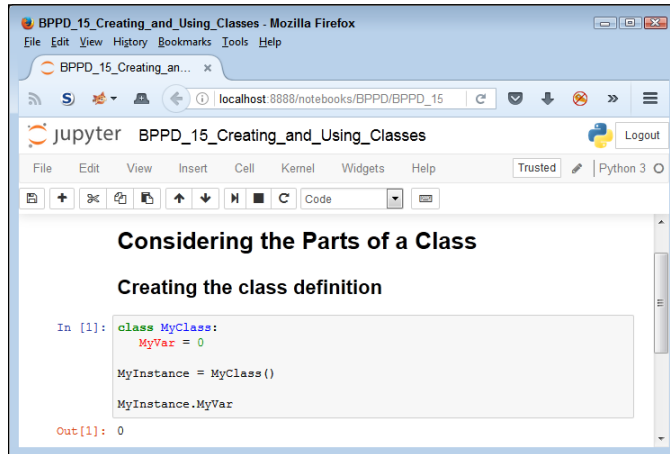 BPPD_15_Creating_and_Using_Classes - Mozilla Firefox
File Edit View History Bookmarks Tools Help
BPPD_15_Creating_an... ×
S localhost:8888/notebooks/BPPD/BPPD_15
jupyter BPPD_15_Creating_and_Using_Classes Logout
File Edit View Insert Cell Kernel Widgets Help Trusted Python 3
Code
Considering the Parts of a Class
Creating the class definition
In [1]: class MyClass:
MyVar = 0
MyInstance = MyClass()
MyInstance.MyVar
Out[1]: 0